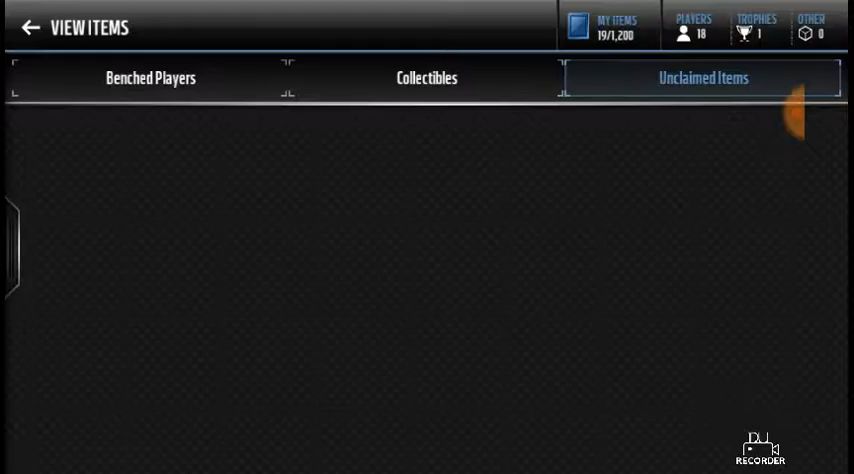 VIEW ITEMS
MY ITEMS
19/1,200
PLAYERS
18
TROPHIES
1
OTHER
0
Benched Players
Collectibles
Unclaimed Items
DU
RECORDER